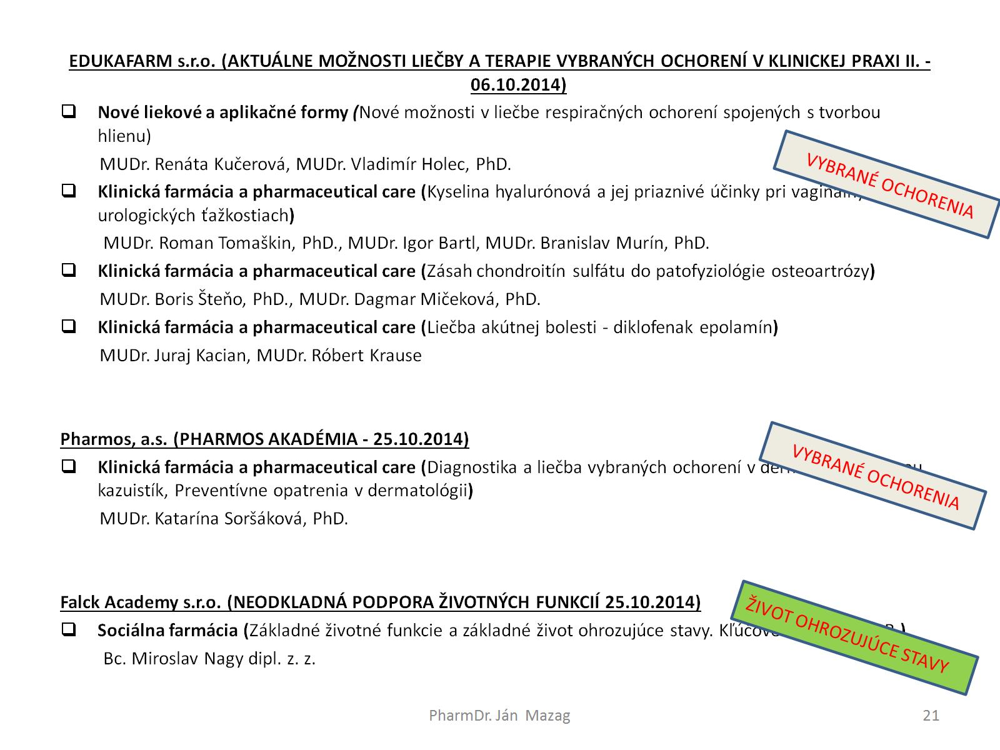 EDUKAFARM s.r.o. (AKTUÁLNE MOŽNOSTI LIEČBY A TERAPIE VYBRANÝCH OCHORENÍ V KLINICKEJ PRAXI II. -
06.10.2014)
Nové liekové a aplikačné formy (Nové možnosti v liečbe respiračných ochorení spojených s tvorbou
hlienu)
MUDr. Renáta Kučerová, MUDr. Vladimír Holec, PhD.
VYBRANÉ OCHORENIA
Klinická farmácia a pharmaceutical care (Kyselina hyalurónová a jej priaznivé účinky pri
urologických ťažkostiach)
MUDr. Roman Tomaškin, PhD., MUDr. Igor Bartl, MUDr. Branislav Murín, PhD.
Klinická farmácia a pharmaceutical care (Zásah chondroitín sulfátu do patofyziológie osteoartrózy)
MUDr. Boris Šteňo, PhD., MUDr. Dagmar Mičeková, PhD.
Klinická farmácia a pharmaceutical care (Liečba akútnej bolesti - diklofenak epolamín)
MUDr. Juraj Kacian, MUDr. Róbert Krause
Pharmos, a.s. (PHARMOS AKADÉMIA - 25.10.2014)
VYBRANÉ OCHORENIA
Klinická farmácia a pharmaceutical care (Diagnostika a liečba vybraných ochorení v
kazuistík, Preventívne opatrenia v dermatológii)
MUDr. Katarína Soršáková, PhD.
Falck Academy s.r.o. (NEODKLADNÁ PODPORA ŽIVOTNÝCH FUNKCIÍ 25.10.2014)
ŽIVOT OHROZUJÚCE STAVY
Sociálna farmácia (Základné životné funkcie a základné život ohrozujúce stavy. )
Bc. Miroslav Nagy dipl. z. z.
PharmDr. Ján Mazag
21